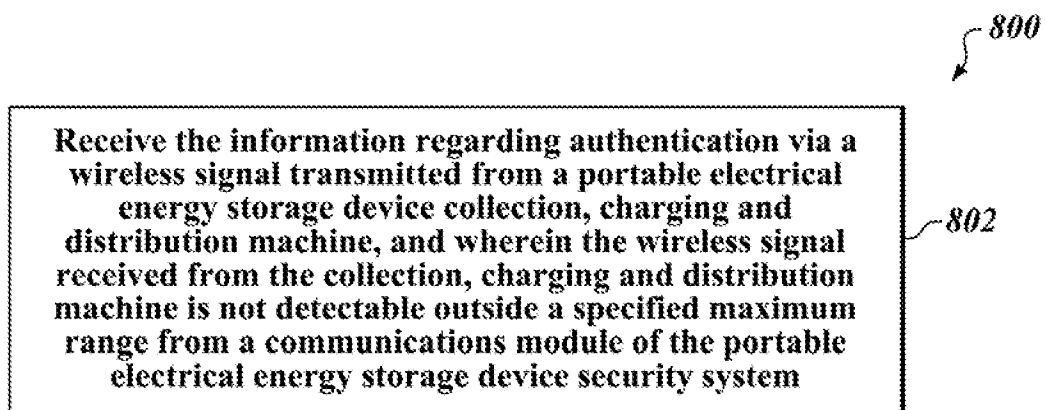 800
Receive the information regarding authentication via a
wireless signal transmitted from a portable electrical
energy storage device collection, charging and
distribution machine, and wherein the wireless signal
received from the collection, charging and distribution
machine is not detectable outside a specified maximum
range from a communications module of the portable
electrical energy storage device security system
802